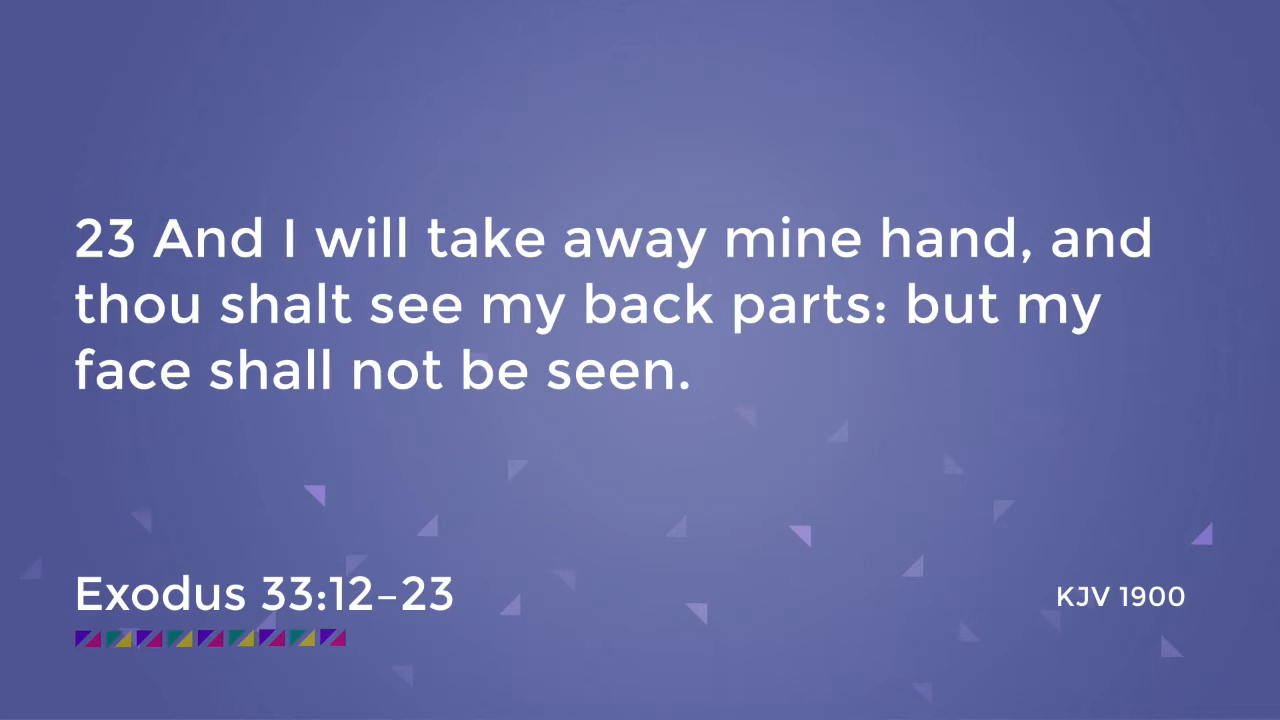 23 And I will take away mine hand, and
thou shalt see my back parts: but my
face shall not be seen.
Exodus 33:12–23
KJV 1900